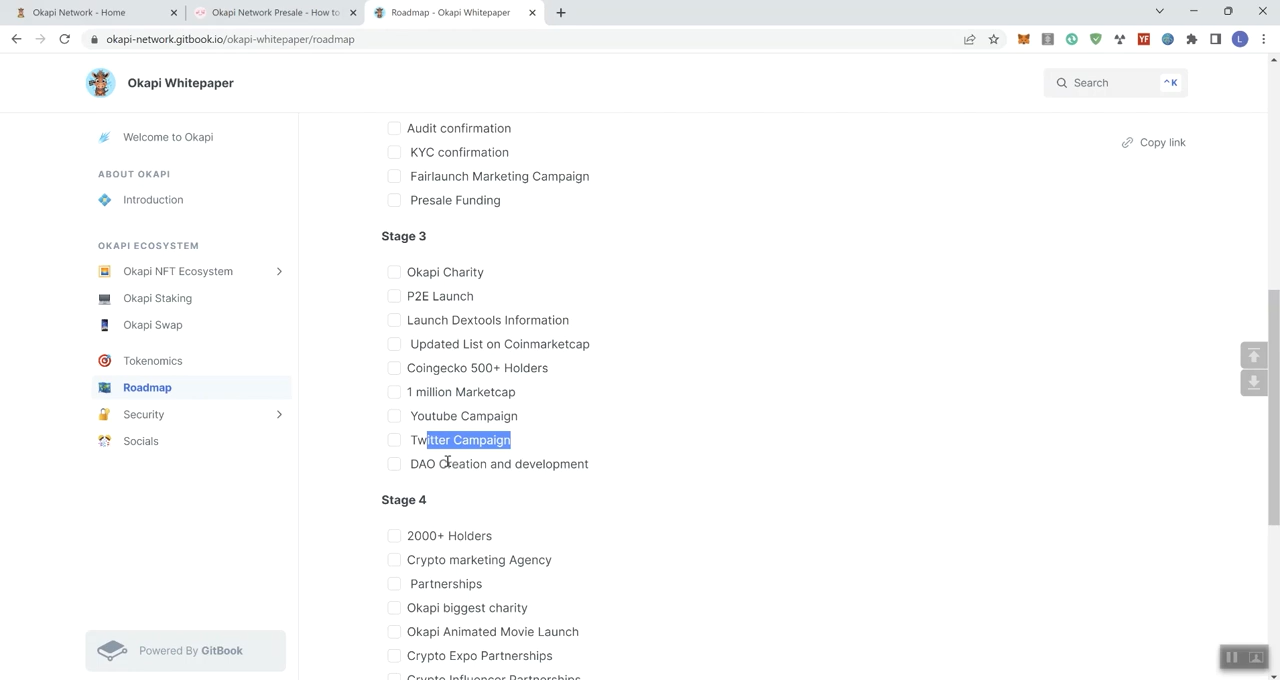 Okapi Network - Home
Okapi Network Presale - How to
Roadmap - Okapi Whitepaper
okapi-network.gitbook.io/okapi-whitepaper/roadmap
YF
L
Okapi Whitepaper
Search
^K
Welcome to Okapi
ABOUT OKAPI
Introduction
OKAPI ECOSYSTEM
Okapi NFT Ecosystem
Okapi Staking
Okapi Swap
Tokenomics
Roadmap
Security
Socials
Powered By GitBook
Audit confirmation
KYC confirmation
Fairlaunch Marketing Campaign
Presale Funding
Stage 3
Okapi Charity
P2E Launch
Launch Dextools Information
Updated List on Coinmarketcap
Coingecko 500+ Holders
1 million Marketcap
Youtube Campaign
Twitter Campaign
DAO Creation and development
Stage 4
2000+ Holders
Crypto marketing Agency
Partnerships
Okapi biggest charity
Okapi Animated Movie Launch
Crypto Expo Partnerships
Crypto Influencer Partnerships
Copy link